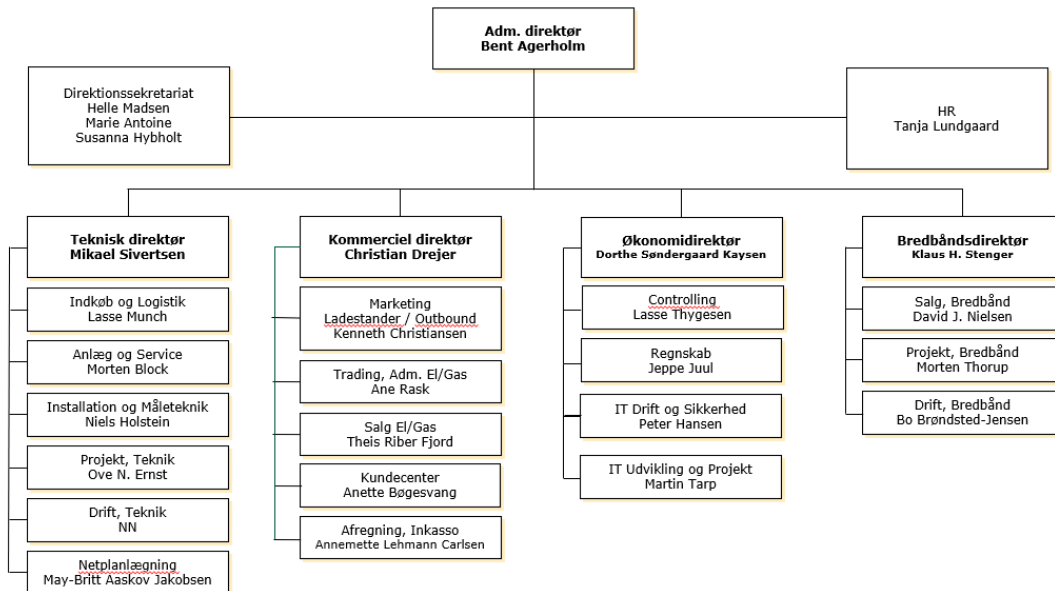 Adm. direktør
Bent Agerholm
Direktionssekretariat
Helle Madsen
Marie Antoine
Susanna Hybholt
HR
Tanja Lundgaard
Teknisk direktør
Mikael Sivertsen
Indkøb og Logistik
Lasse Munch
Anlæg og Service
Morten Block
Installation og Måleteknik
Niels Holstein
Projekt, Teknik
Ove N. Ernst
Drift, Teknik
NN
Netplanlægning
May-Britt Aaskov Jakobsen
Kommerciel direktør
Christian Drejer
Marketing
Ladestander / Outbound
Kenneth Christiansen
Trading, Adm. El/Gas
Ane Rask
Salg El/Gas
Theis Riber Fjord
Kundecenter
Anette Bøgesvang
Afregning, Inkasso
Annemette Lehmann Carlsen
Økonomidirektør
Dorthe Søndergaard Kaysen
Controlling
Lasse Thygesen
Regnskab
Jeppe Juul
IT Drift og Sikkerhed
Peter Hansen
IT Udvikling og Projekt
Martin Tarp
Bredbåndsdirektør
Klaus H. Stenger
Salg, Bredbånd
David J. Nielsen
Projekt, Bredbånd
Morten Thorup
Drift, Bredbånd
Bo Brøndsted-Jensen